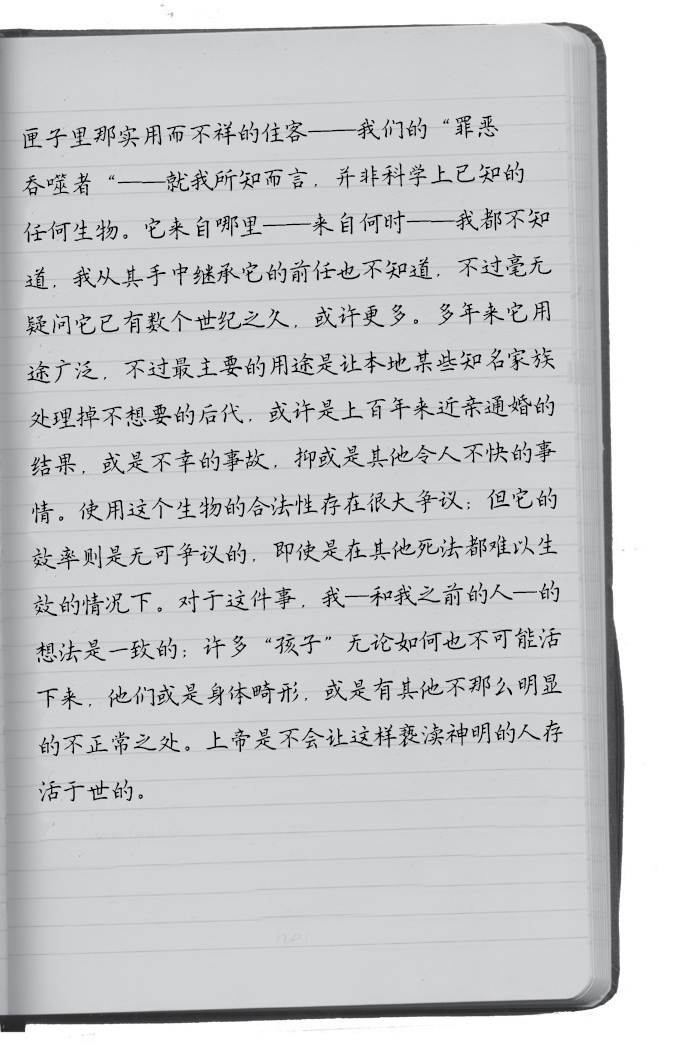 匣子里那实用而不祥的住客——我们的“罪恶
吞噬者“——就我所知而言，并非科学上已知的
任何生物。它来自哪里——来自何时——我都不知
道，我从其手中继承它的前任也不知道，不过毫无
疑问它已有数个世纪之久，或许更多。多年来它用
途广泛，不过最主要的用途是让本地某些知名家族
处理掉不想要的后代，或许是上百年来近亲通婚的
结果，或是不幸的事故，抑或是其他令人不快的事
情。使用这个生物的合法性存在很大争议；但它的
效率则是无可争议的，即使是在其他死法都难以生
效的情况下。对于这件事，我—和我之前的人—的
想法是一致的；许多“孩子”无论如何也不可能活
下来，他们或是身体畸形，或是有其他不那么明显
的不正常之处。上帝是不会让这样亵渎神明的人存
活于世的。